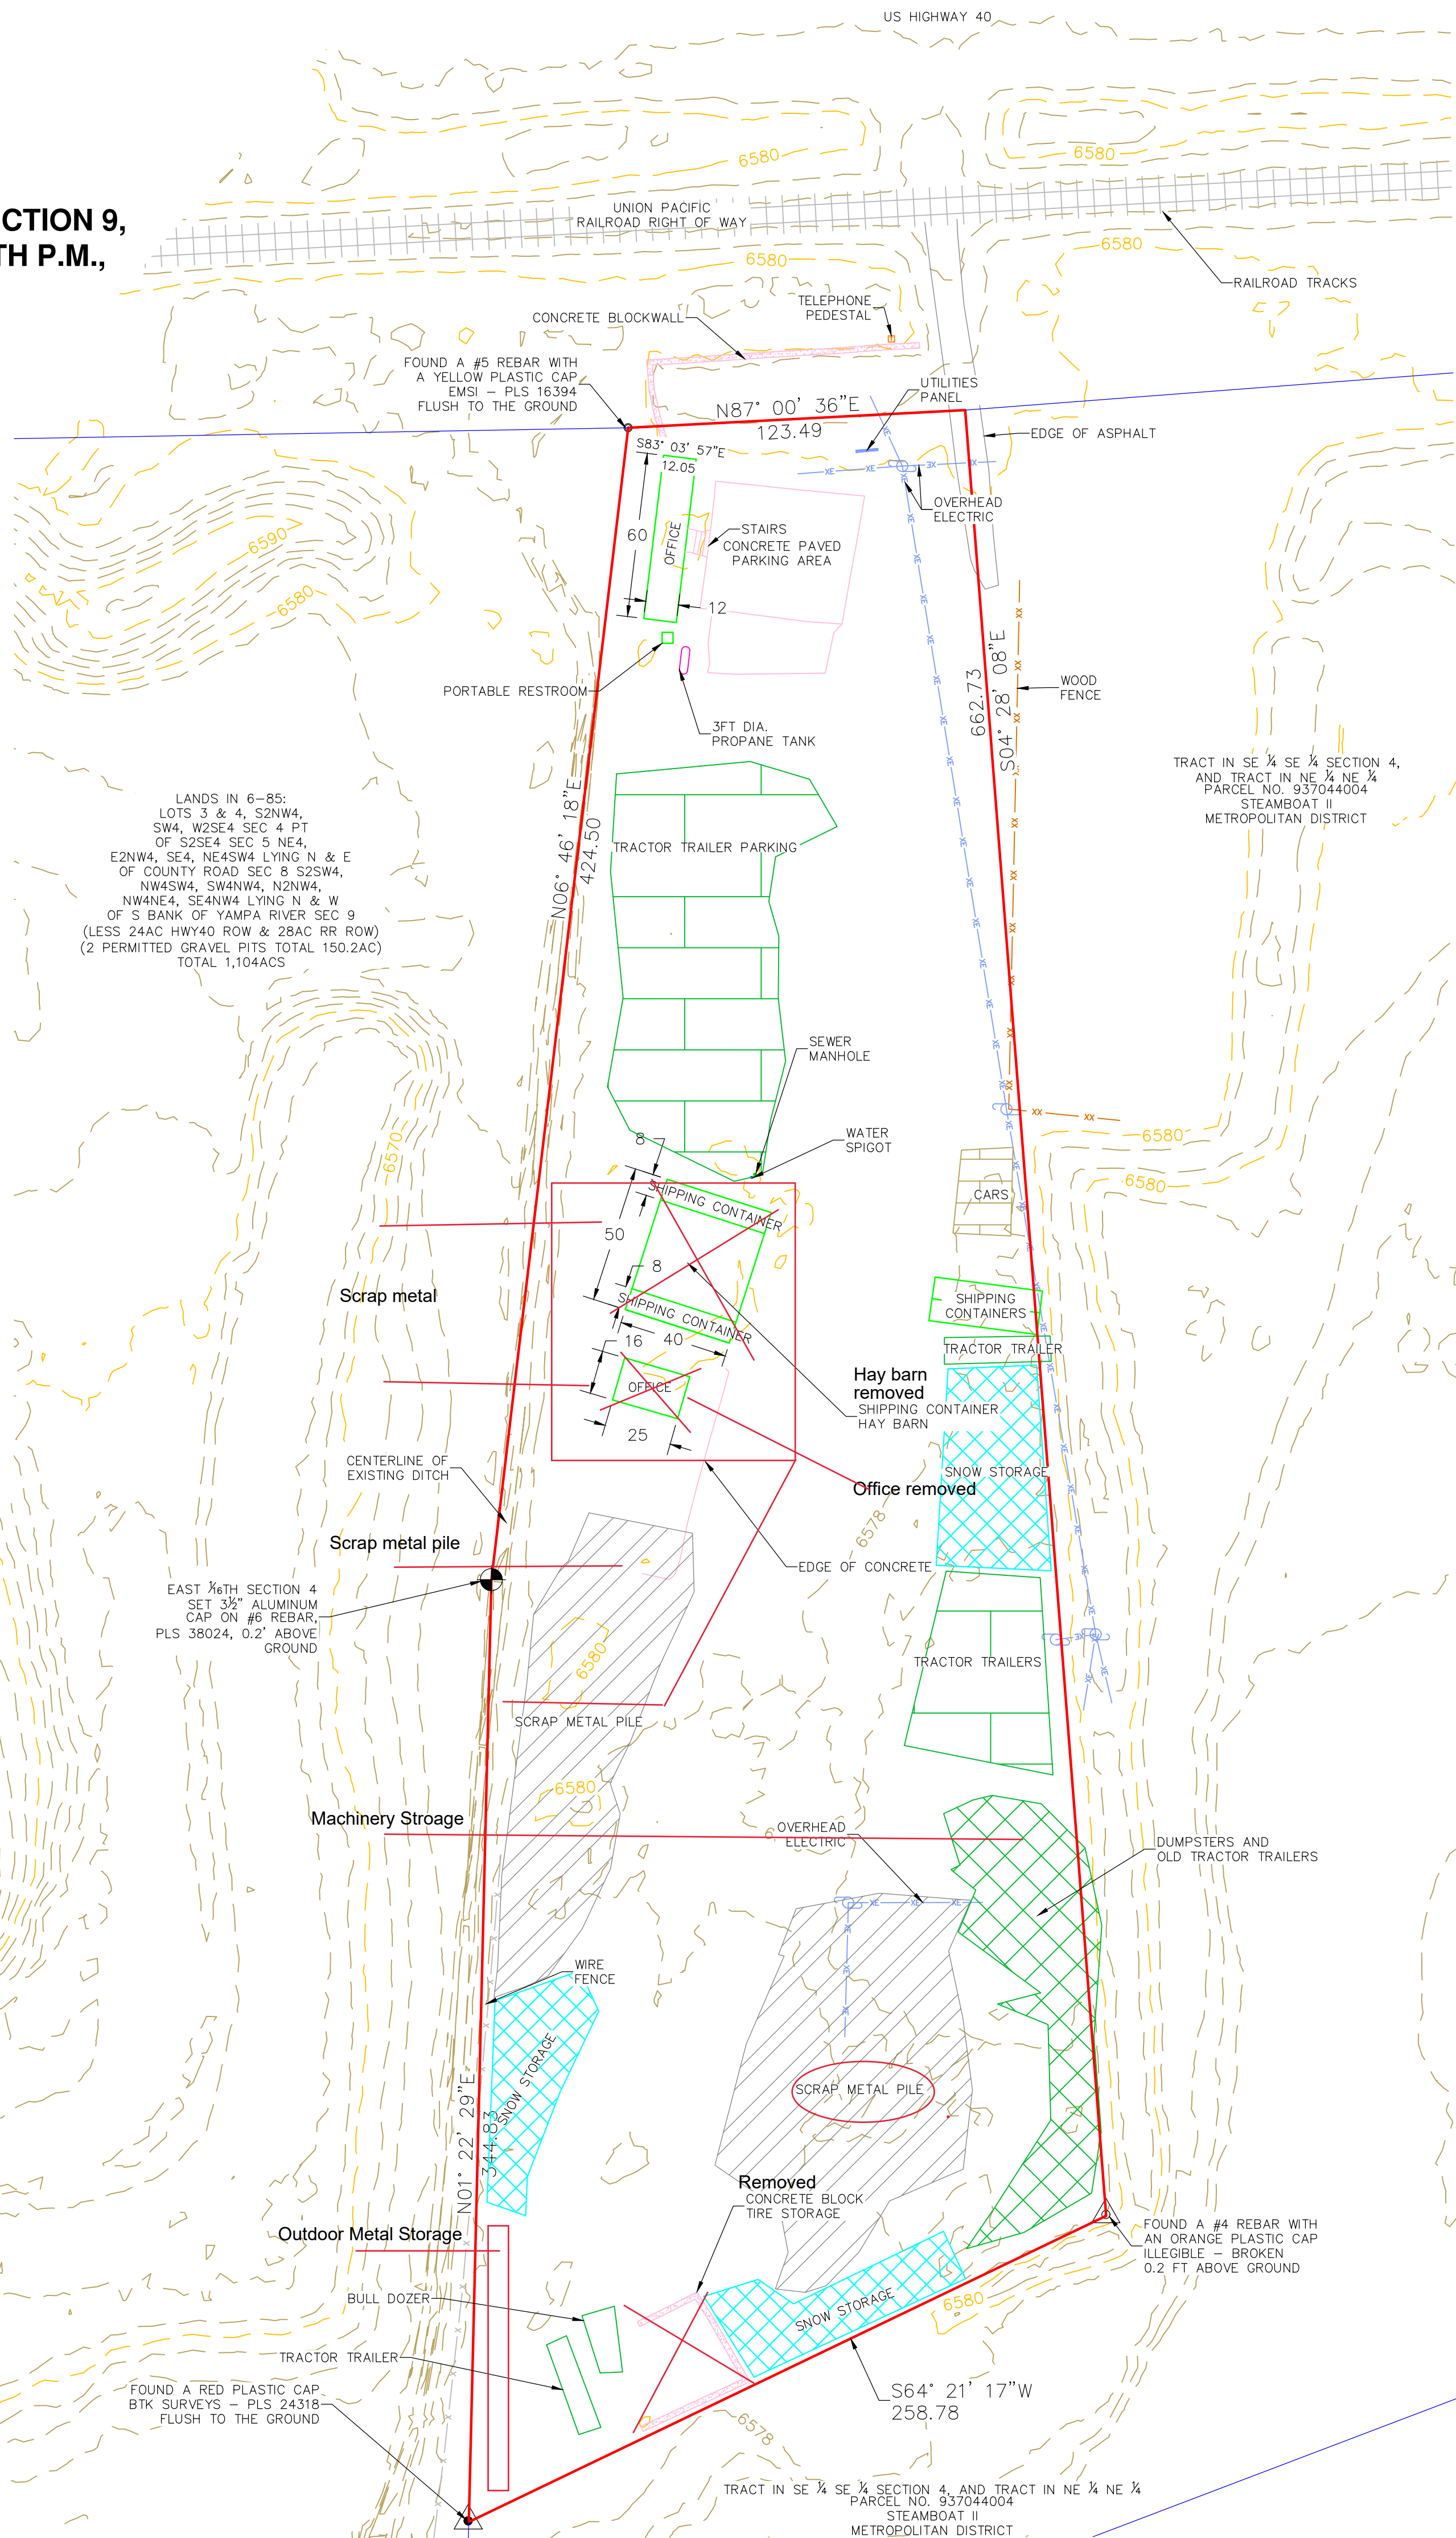 US HIGHWAY 40
6580
6580
CTION 9,
TH P.M.,
UNION PACIFIC
RAILROAD RIGHT OF WAY
6580
6580
RAILROAD TRACKS
TELEPHONE
PEDESTAL
CONCRETE BLOCKWALL
FOUND A #5 REBAR WITH
A YELLOW PLASTIC CAP
EMSI – PLS 16394
FLUSH TO THE GROUND
UTILITIES
PANEL
N87° 00' 36"E
123.49
EDGE OF ASPHALT
S83° 03' 57"E
12.05
OVERHEAD
ELECTRIC
60
OFFICE
STAIRS
CONCRETE PAVED
PARKING AREA
12
6590
6580
PORTABLE RESTROOM
3FT DIA.
PROPANE TANK
662.73
S04° 28' 08"E
WOOD
FENCE
TRACT IN SE ¼ SE ¼ SECTION 4,
AND TRACT IN NE ¼ NE ¼
PARCEL NO. 937044004
STEAMBOAT II
METROPOLITAN DISTRICT
LANDS IN 6–85:
LOTS 3 & 4, S2NW4,
SW4, W2SE4 SEC 4 PT
OF S2SE4 SEC 5 NE4,
E2NW4, SE4, NE4SW4 LYING N & E
OF COUNTY ROAD SEC 8 S2SW4,
NW4SW4, SW4NW4, N2NW4,
NW4NE4, SE4NW4 LYING N & W
OF S BANK OF YAMPA RIVER SEC 9
(LESS 24AC HWY40 ROW & 28AC RR ROW)
(2 PERMITTED GRAVEL PITS TOTAL 150.2AC)
TOTAL 1,104ACS
N06° 46' 18"E
424.50
TRACTOR TRAILER PARKING
SEWER
MANHOLE
WATER
SPIGOT
6570
6580
6580
8
SHIPPING CONTAINER
50
8
SHIPPING CONTAINER
40
16
OFFICE
25
CARS
SHIPPING
CONTAINERS
TRACTOR TRAILER
Scrap metal
Hay barn
removed
SHIPPING CONTAINER
HAY BARN
CENTERLINE OF
EXISTING DITCH
SNOW STORAGE
Office removed
6578
Scrap metal pile
EDGE OF CONCRETE
EAST 1⁄16TH SECTION 4
SET 3½" ALUMINUM
CAP ON #6 REBAR,
PLS 38024, 0.2' ABOVE
GROUND
6580
TRACTOR TRAILERS
SCRAP METAL PILE
6580
Machinery Stroage
OVERHEAD
ELECTRIC
DUMPSTERS AND
OLD TRACTOR TRAILERS
WIRE
FENCE
SNOW STORAGE
N01° 22' 29"E
344.83
SCRAP METAL PILE
Removed
CONCRETE BLOCK
TIRE STORAGE
Outdoor Metal Storage
FOUND A #4 REBAR WITH
AN ORANGE PLASTIC CAP
ILLEGIBLE – BROKEN
0.2 FT ABOVE GROUND
BULL DOZER
SNOW STORAGE
6580
TRACTOR TRAILER
FOUND A RED PLASTIC CAP
BTK SURVEYS – PLS 24318
FLUSH TO THE GROUND
S64° 21' 17"W
258.78
6578
TRACT IN SE ¼ SE ¼ SECTION 4, AND TRACT IN NE ¼ NE ¼
PARCEL NO. 937044004
STEAMBOAT II
METROPOLITAN DISTRICT